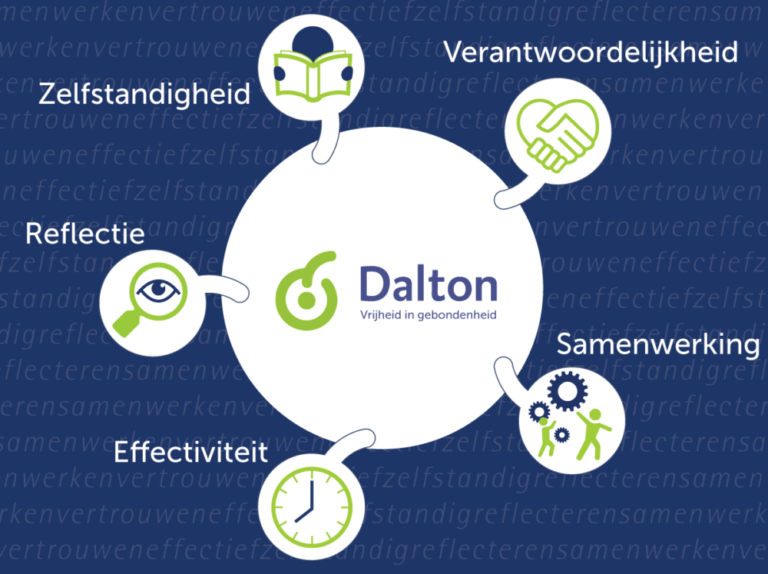 Verantwoordelijkheid
Zelfstandigheid
Reflectie
Dalton
Vrijheid in gebondenheid
Samenwerking
Effectiviteit